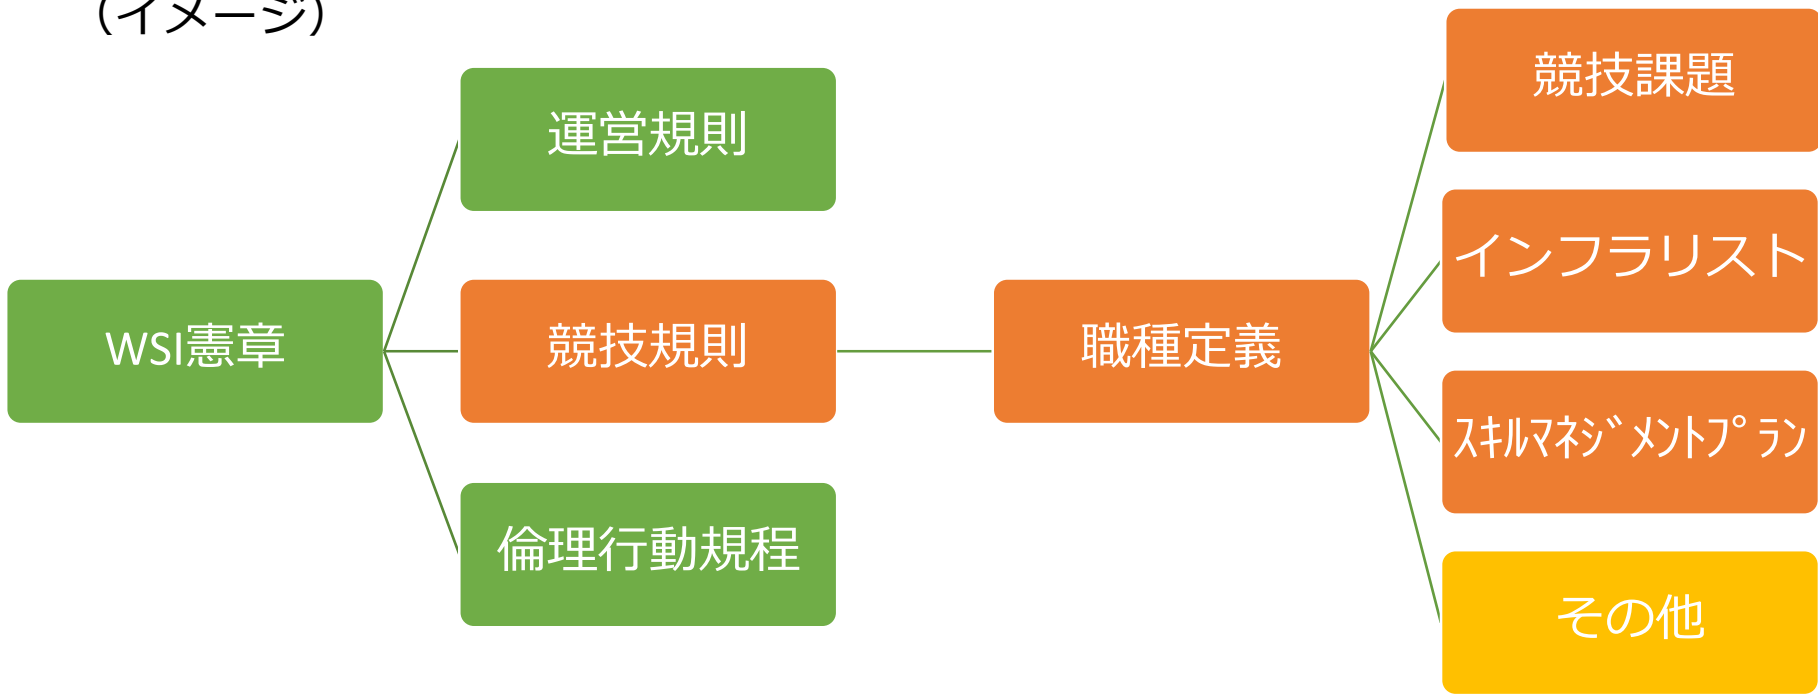 （イメージ）
WSI憲章
運営規則
競技規則
倫理行動規程
職種定義
競技課題
インフラリスト
ｽｷﾙﾏﾈｼﾞﾒﾝﾄﾌﾟﾗﾝ
その他